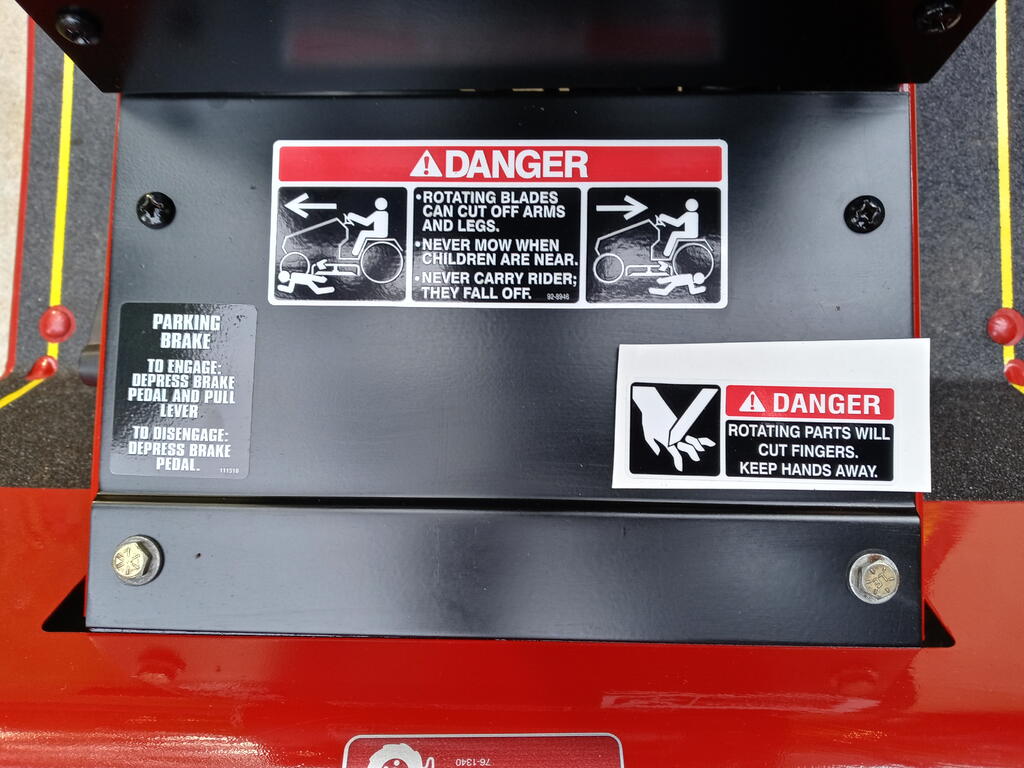 DANGER
•ROTATING BLADES
CAN CUT OFF ARMS
AND LEGS.
•NEVER MOW WHEN
CHILDREN ARE NEAR.
•NEVER CARRY RIDER;
THEY FALL OFF.
92-8948
PARKING
BRAKE
TO ENGAGE:
DEPRESS BRAKE
PEDAL AND PULL
LEVER
TO DISENGAGE:
DEPRESS BRAKE
PEDAL.
111518
DANGER
ROTATING PARTS WILL
CUT FINGERS.
KEEP HANDS AWAY.
76-1340